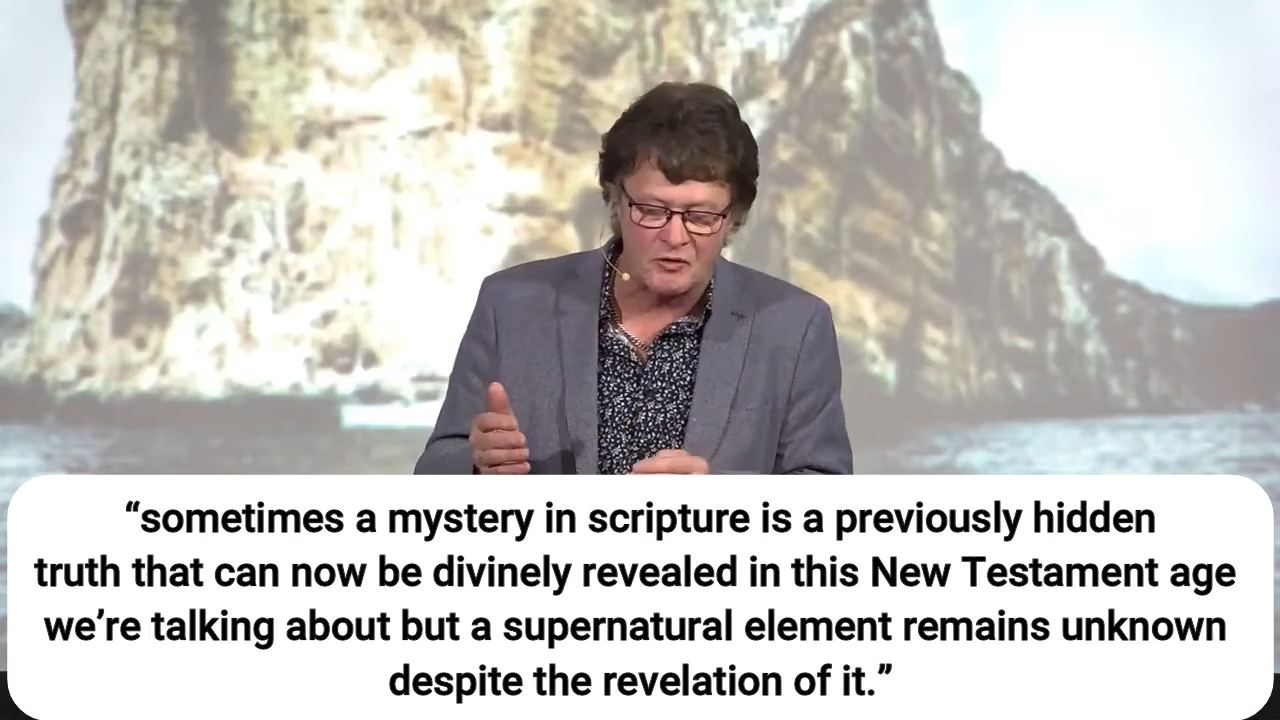 “sometimes a mystery in scripture is a previously hidden
truth that can now be divinely revealed in this New Testament age
we’re talking about but a supernatural element remains unknown
despite the revelation of it.”